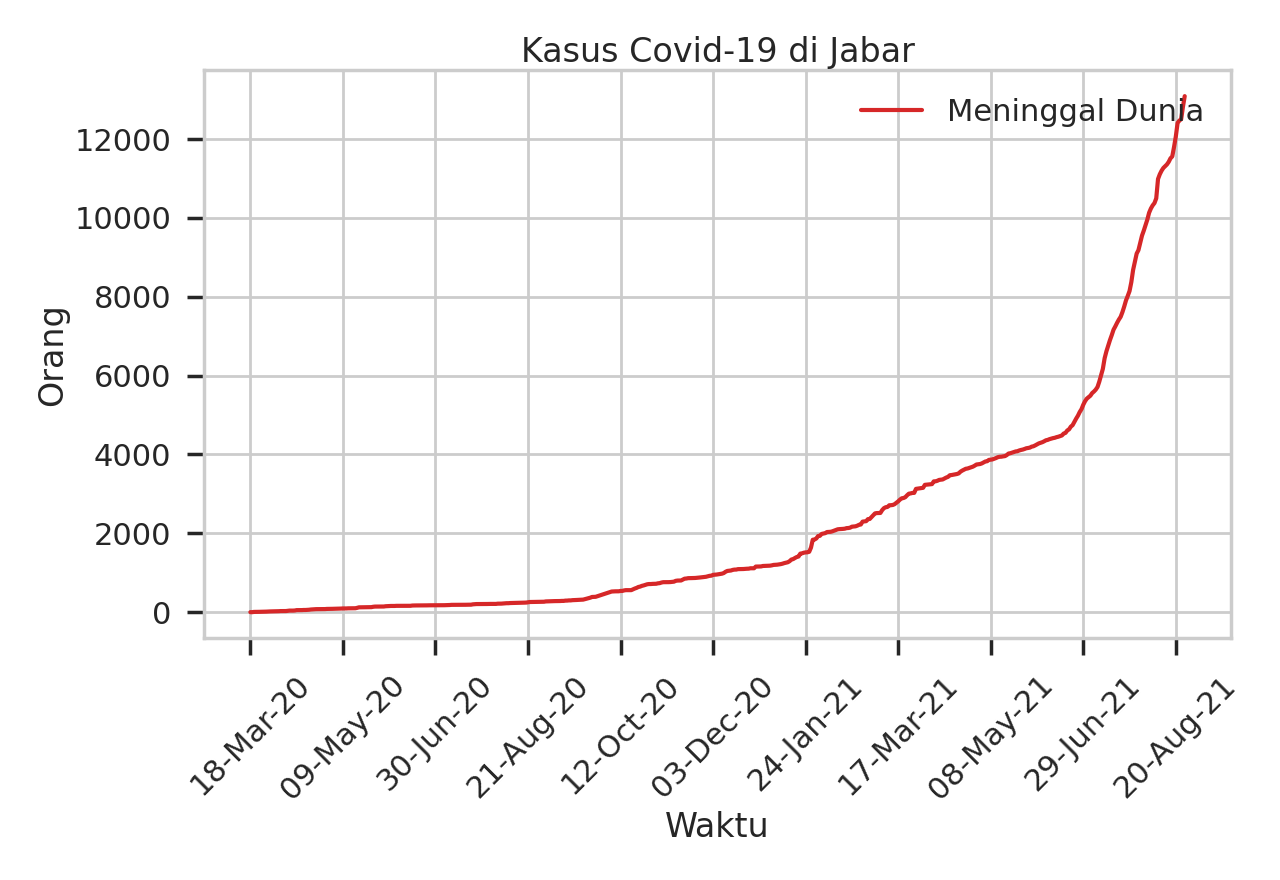 Kasus Covid-19 di Jabar
Meninggal Dunia
12000
10000
8000
6000
4000
2000
0
Orang
18-Mar-20
09-May-20
30-Jun-20
21-Aug-20
12-Oct-20
03-Dec-20
24-Jan-21
17-Mar-21
08-May-21
29-Jun-21
20-Aug-21
Waktu